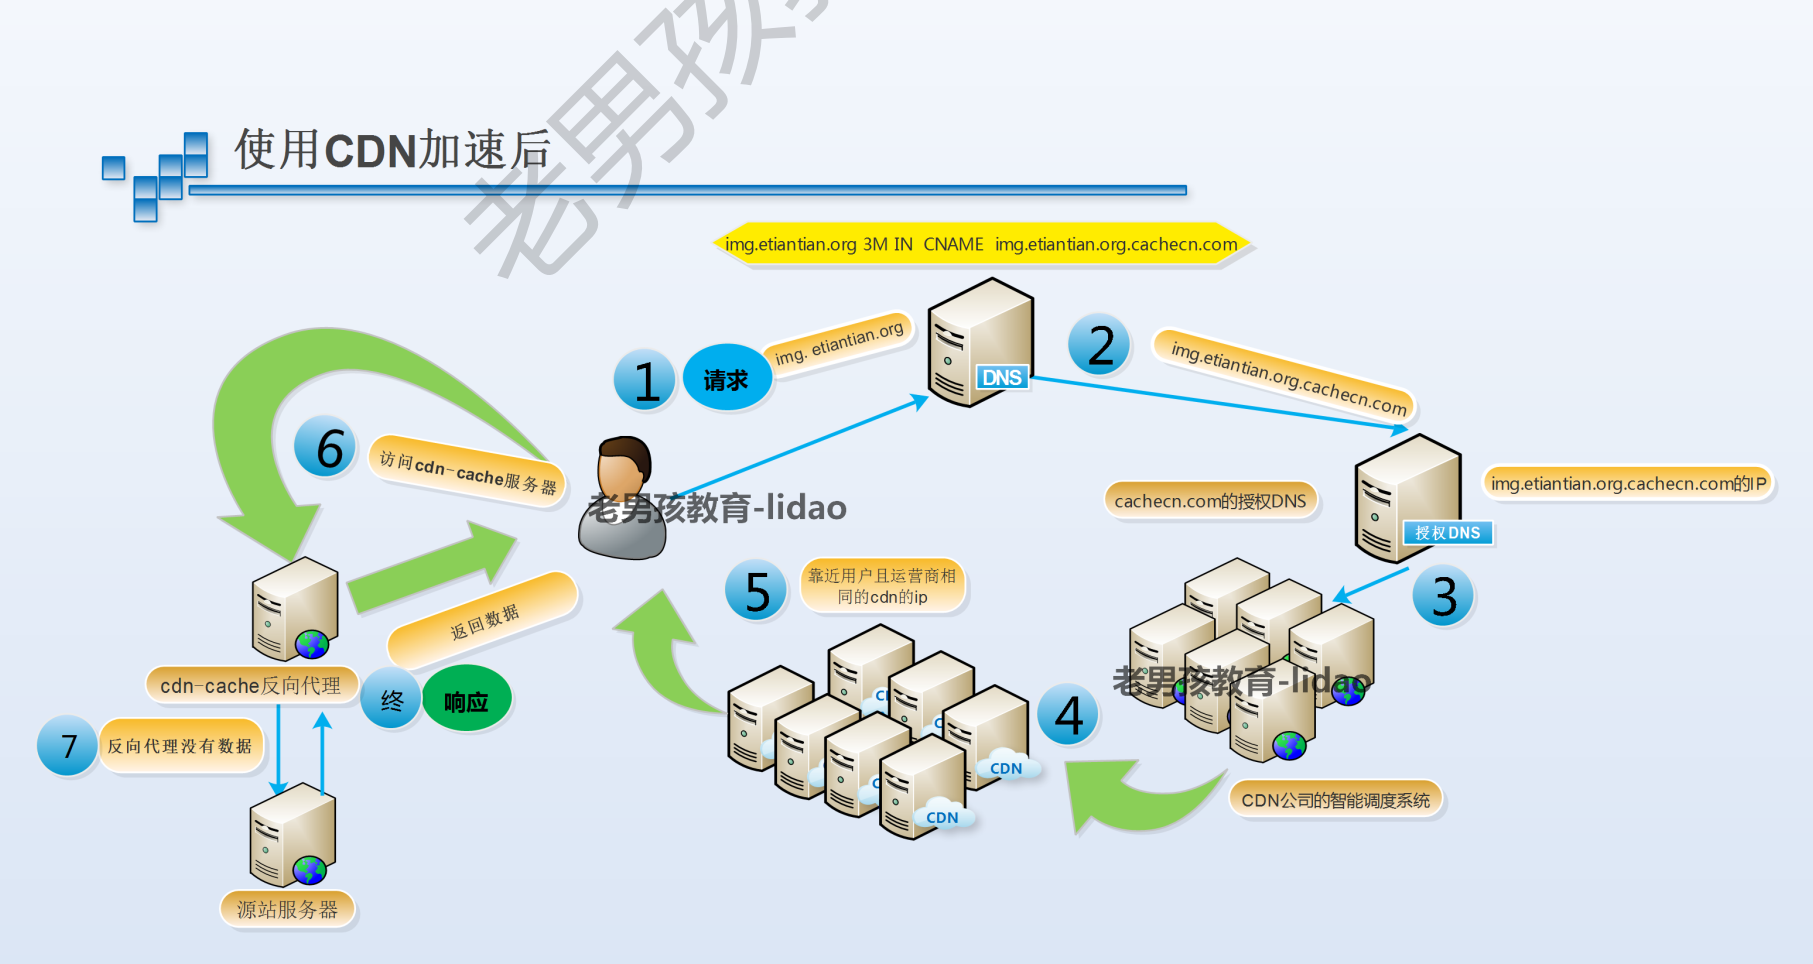 老男孩
使用CDN加速后
img.etiantian.org 3M IN CNAME img.etiantian.org.cachecn.com
1
请求
img. etiantian.org
DNS
2
img.etiantian.org.cachecn.com
6
访问cdn-cache服务器
老男孩教育-lidao
cachecn.com的授权DNS
授权DNS
img.etiantian.org.cachecn.com的IP
3
5
靠近用户且运营商相
同的cdn的ip
返回数据
cdn-cache反向代理
终
响应
7
反向代理没有数据
源站服务器
CDN
CDN
4
老男孩教育-lidao
CDN公司的智能调度系统